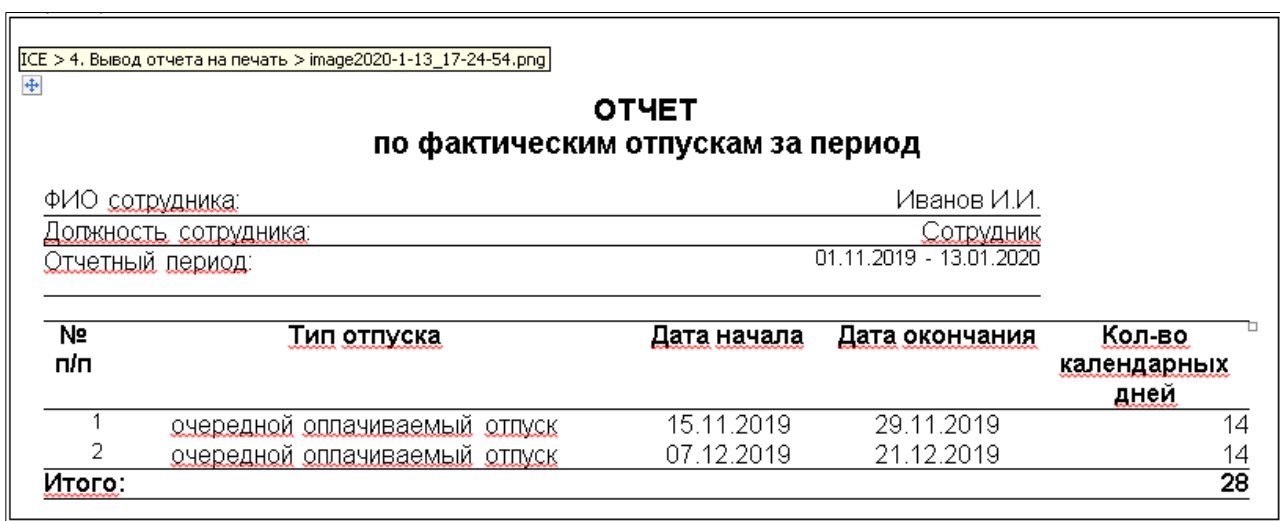 ICE > 4. Вывод отчета на печать > image2020-1-13_17-24-54.png
ОТЧЕТ
по фактическим отпускам за период
ФИО сотрудника: Иванов И.И.
Должность сотрудника: Сотрудник
Отчетный период: 01.11.2019 - 13.01.2020
№ Тип отпуска Дата начала Дата окончания Кол-во
п/п календарных
дней
1 очередной оплачиваемый отпуск 15.11.2019 29.11.2019 14
2 очередной оплачиваемый отпуск 07.12.2019 21.12.2019 14
Итого: 28